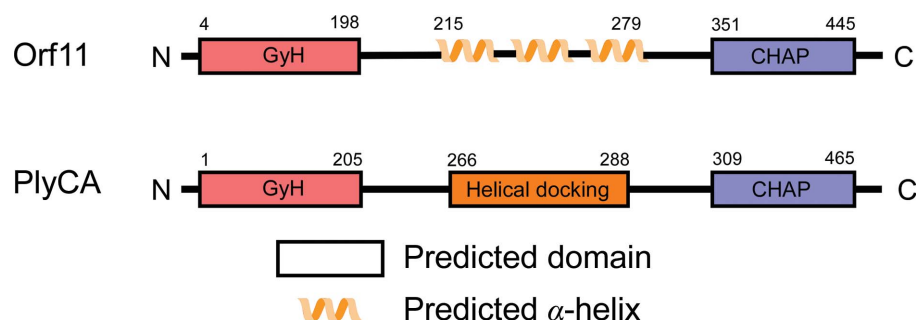 4 198 215 279 351 445
Orf11 N GyH CHAP C
1 205 266 288 309 465
PlyCA N GyH Helical docking CHAP C
Predicted domain
Predicted α-helix